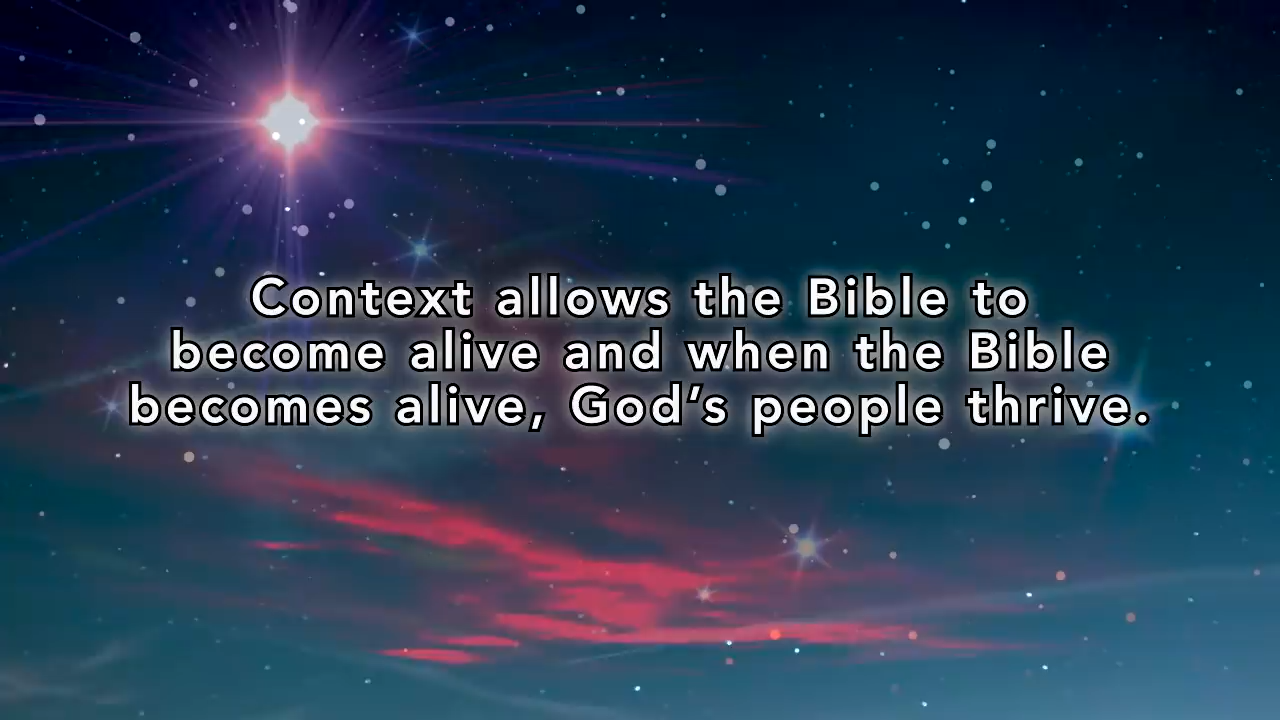 Context allows the Bible to
become alive and when the Bible
becomes alive, God’s people thrive.